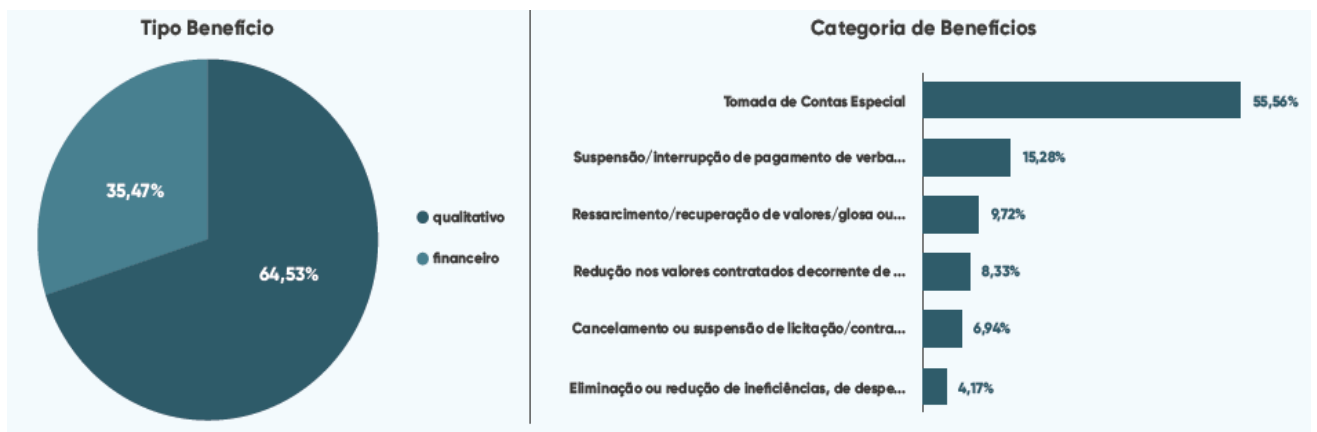 Tipo Benefício
35,47%
64,53%
qualitativo
financeiro
Categoria de Benefícios
Tomada de Contas Especial
55,56%
Suspensão/interrupção de pagamento de verba...
15,28%
Ressarcimento/recuperação de valores/glosa ou...
9,72%
Redução nos valores contratados decorrente de ...
8,33%
Cancelamento ou suspensão de licitação/contra...
6,94%
Eliminação ou redução de ineficiências, de despe...
4,17%